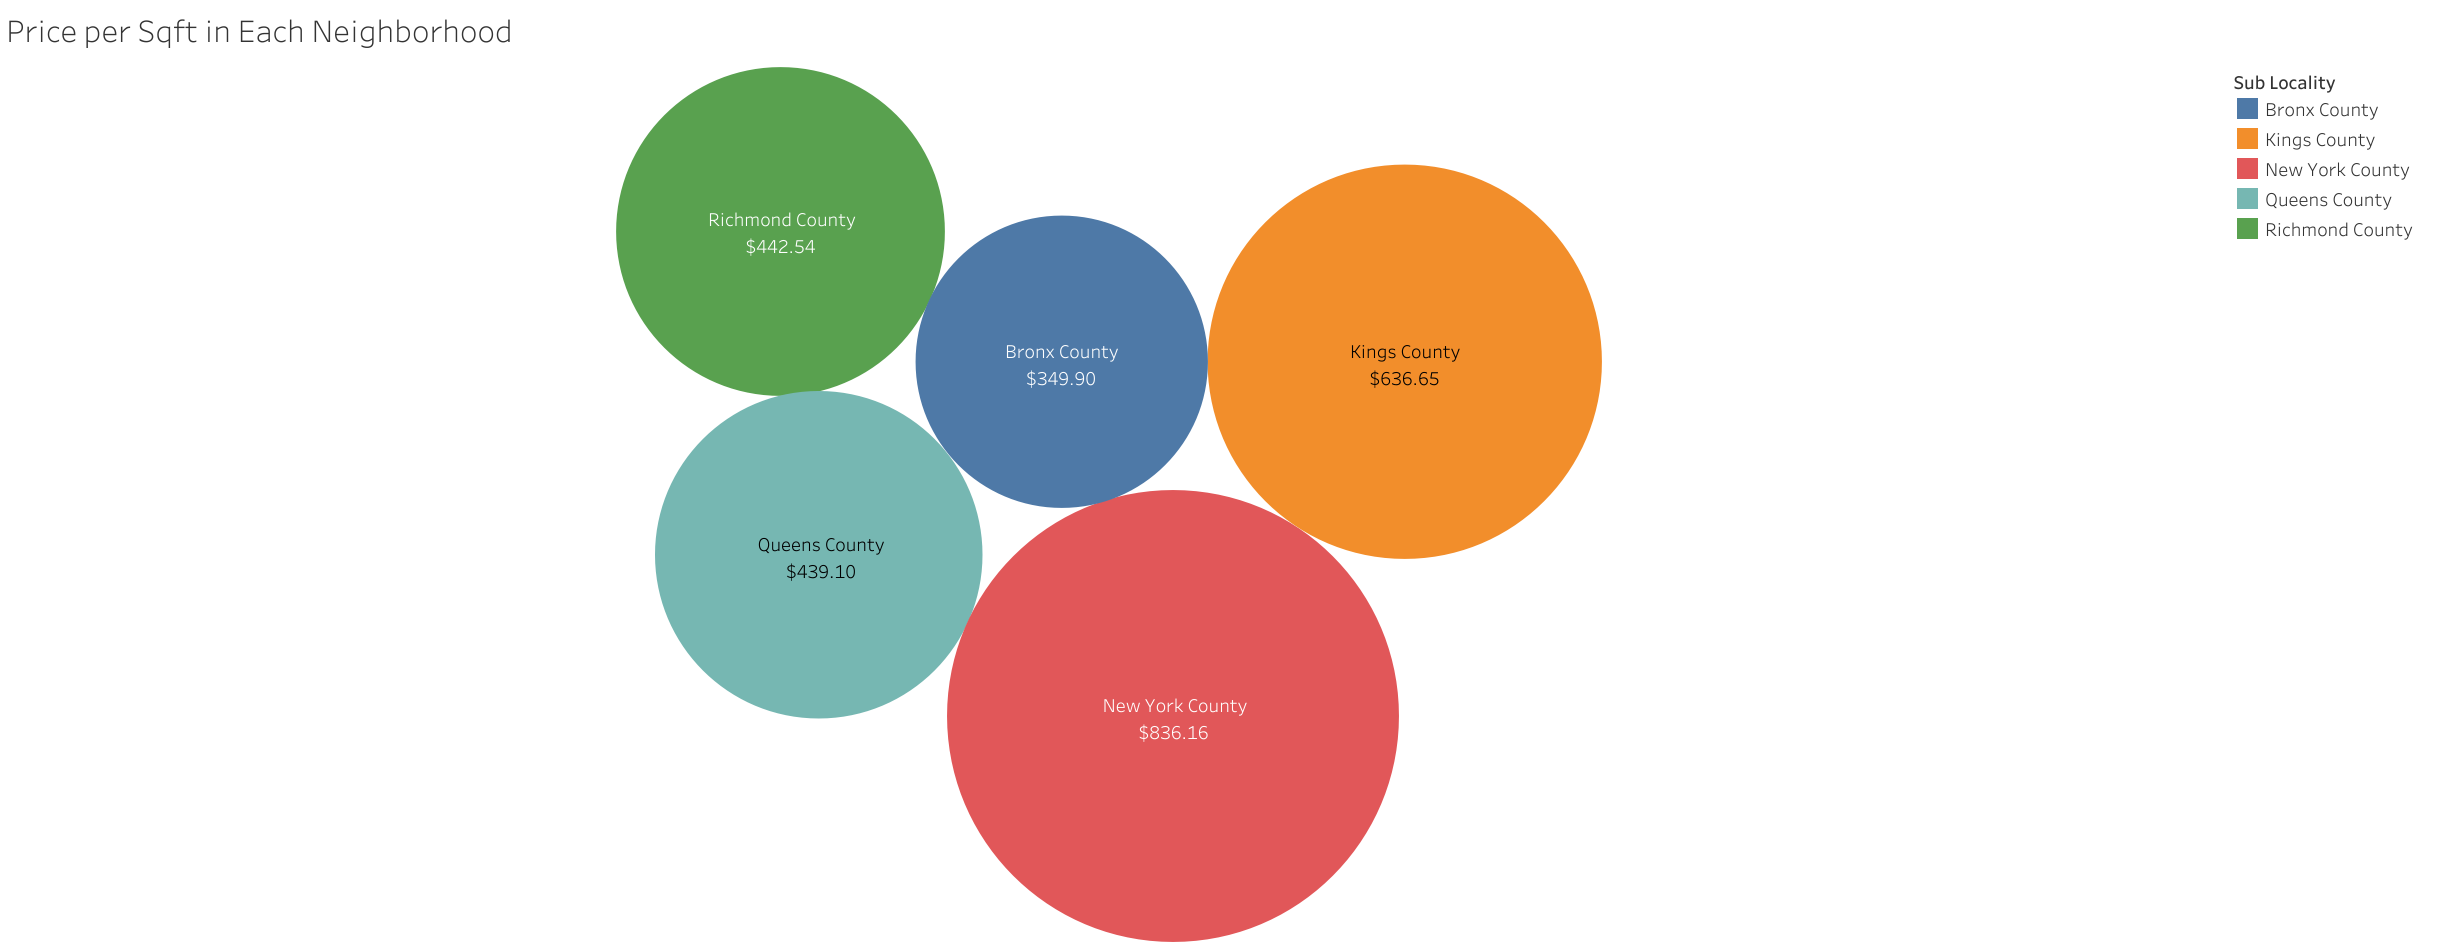 Price per Sqft in Each Neighborhood
Sub Locality
Bronx County
Kings County
New York County
Queens County
Richmond County
Richmond County
$442.54
Bronx County
$349.90
Kings County
$636.65
Queens County
$439.10
New York County
$836.16